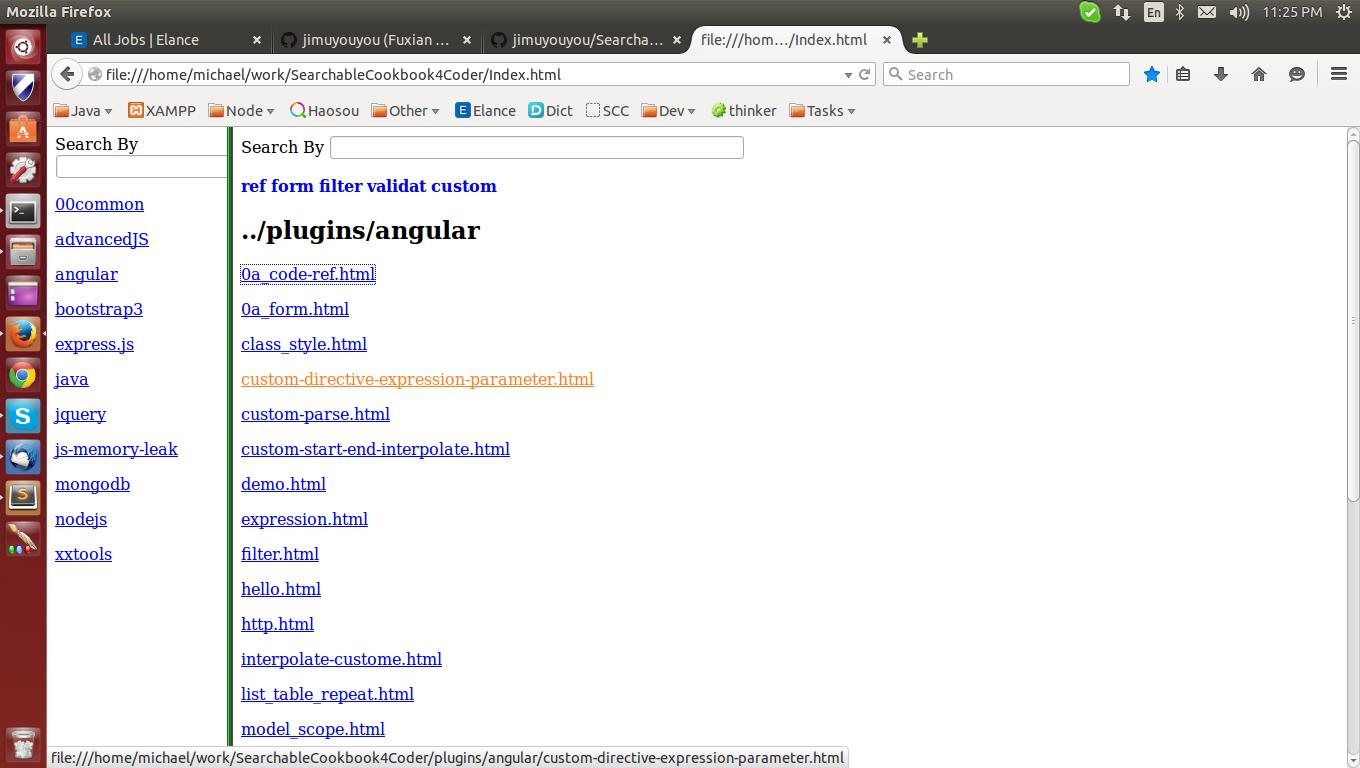 Mozilla Firefox
En
11:25 PM
All Jobs | Elance
jimuyouyou (Fuxian ...
jimuyouyou/Searcha...
file:///hom.../Index.html
file:///home/michael/work/SearchableCookbook4Coder/Index.html
Search
Java
XAMPP
Node
Haosou
Other
Elance
Dict
SCC
Dev
thinker
Tasks
Search By
00common
advancedJS
angular
bootstrap3
express.js
java
jquery
js-memory-leak
mongodb
nodejs
xxtools
Search By
ref form filter validat custom
../plugins/angular
0a_code-ref.html
0a_form.html
class_style.html
custom-directive-expression-parameter.html
custom-parse.html
custom-start-end-interpolate.html
demo.html
expression.html
filter.html
hello.html
http.html
interpolate-custome.html
list_table_repeat.html
model_scope.html
file:///home/michael/work/SearchableCookbook4Coder/plugins/angular/custom-directive-expression-parameter.html